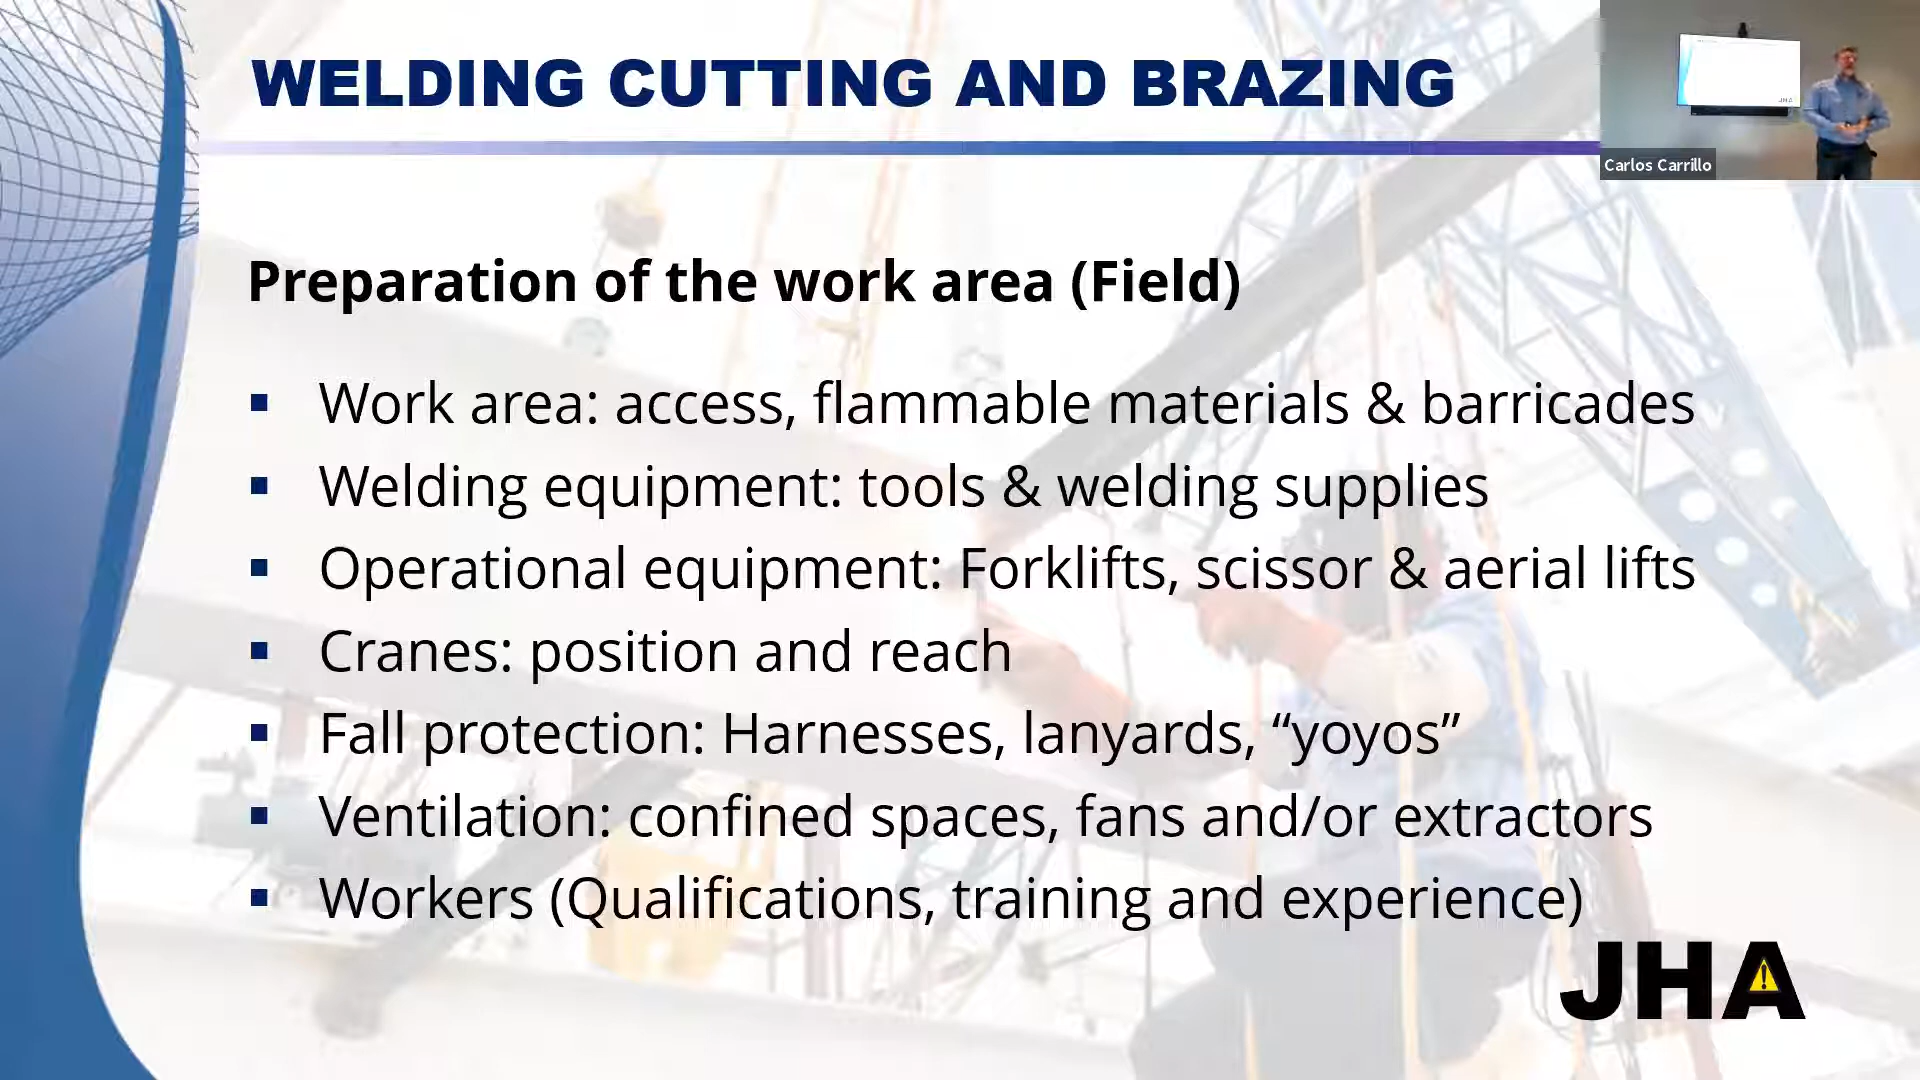 WELDING CUTTING AND BRAZING
Carlos Carrillo
Preparation of the work area (Field)
▪ Work area: access, flammable materials & barricades
▪ Welding equipment: tools & welding supplies
▪ Operational equipment: Forklifts, scissor & aerial lifts
▪ Cranes: position and reach
▪ Fall protection: Harnesses, lanyards, “yoyos”
▪ Ventilation: confined spaces, fans and/or extractors
▪ Workers (Qualifications, training and experience)
JHA